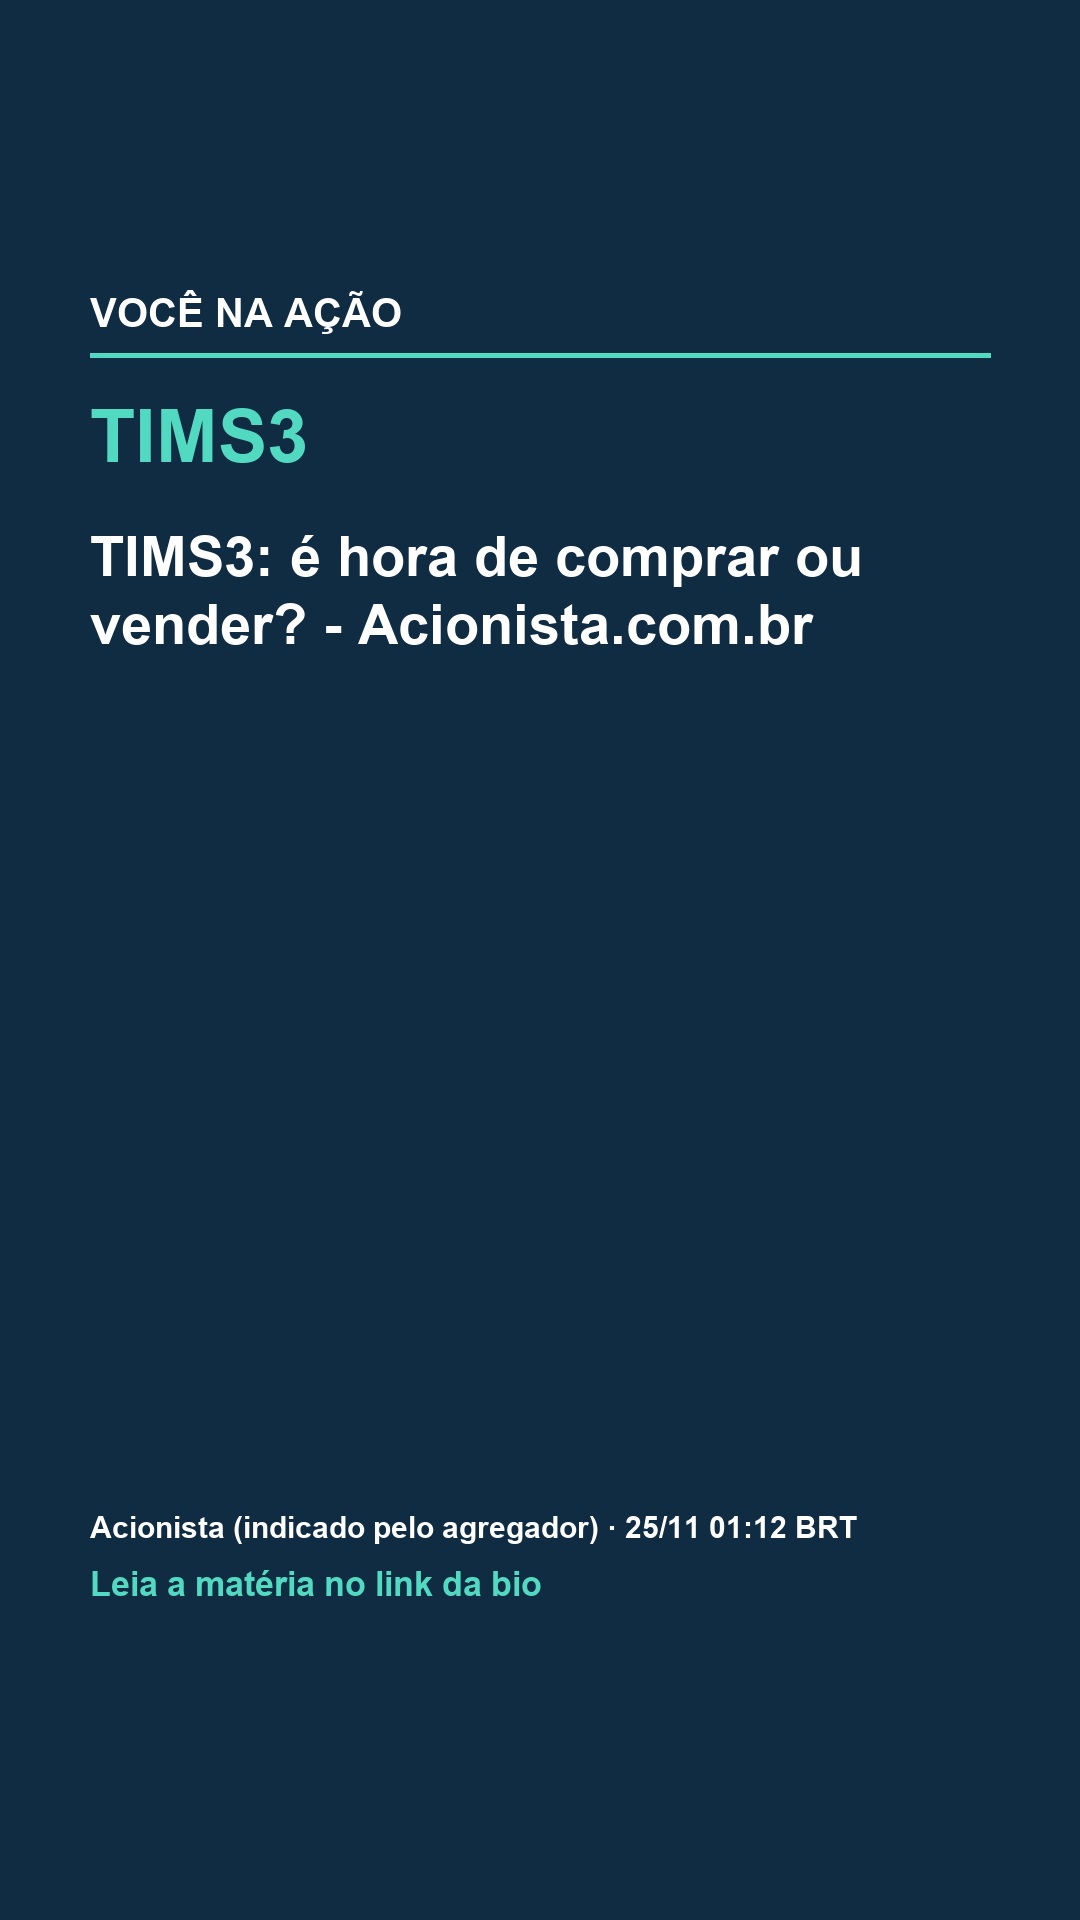 VOCÊ NA AÇÃO
TIMS3
TIMS3: é hora de comprar ou
vender? - Acionista.com.br
Acionista (indicado pelo agregador) · 25/11 01:12 BRT
Leia a matéria no link da bio